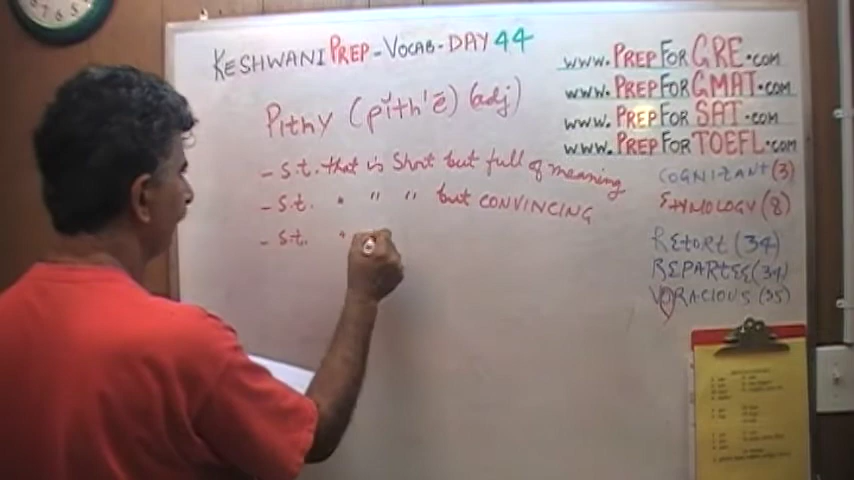 KESHWANI PREP - VOCAB - DAY 44
PITHY (pĭth'ē) (adj)
- S.t. that is Short but full of meaning
- S.t. " " " but CONVINCING
- S.t. " "
www.PREPFORGRE.com
www.PREPFORGMAT.com
www.PREPFORSAT.com
www.PREPFORTOEFL.com
COGNIZANT (3)
ETYMOLOGY (8)
RETORT (34)
REPARTEE (34)
VORACIOUS (35)